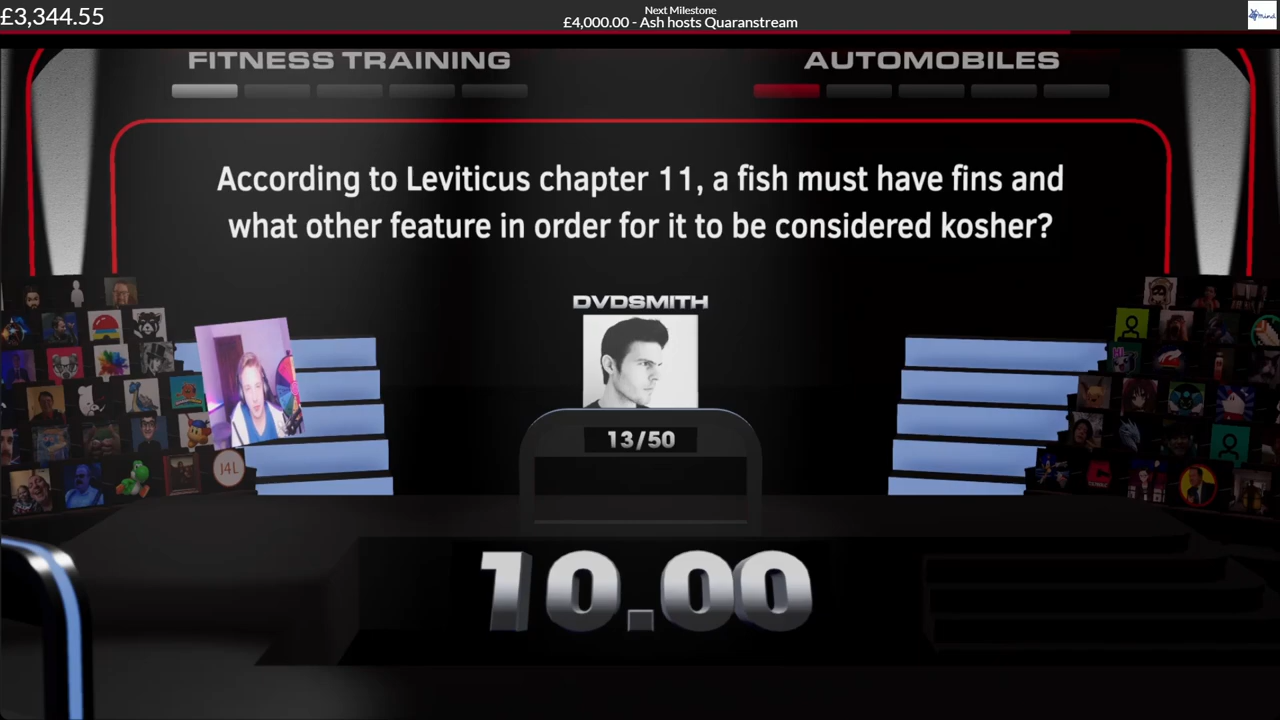 £3,344.55
Next Milestone
£4,000.00 - Ash hosts Quaranstream
mind
FITNESS TRAINING
AUTOMOBILES
According to Leviticus chapter 11, a fish must have fins and
what other feature in order for it to be considered kosher?
DVDSMITH
13/50
J4L
10.00